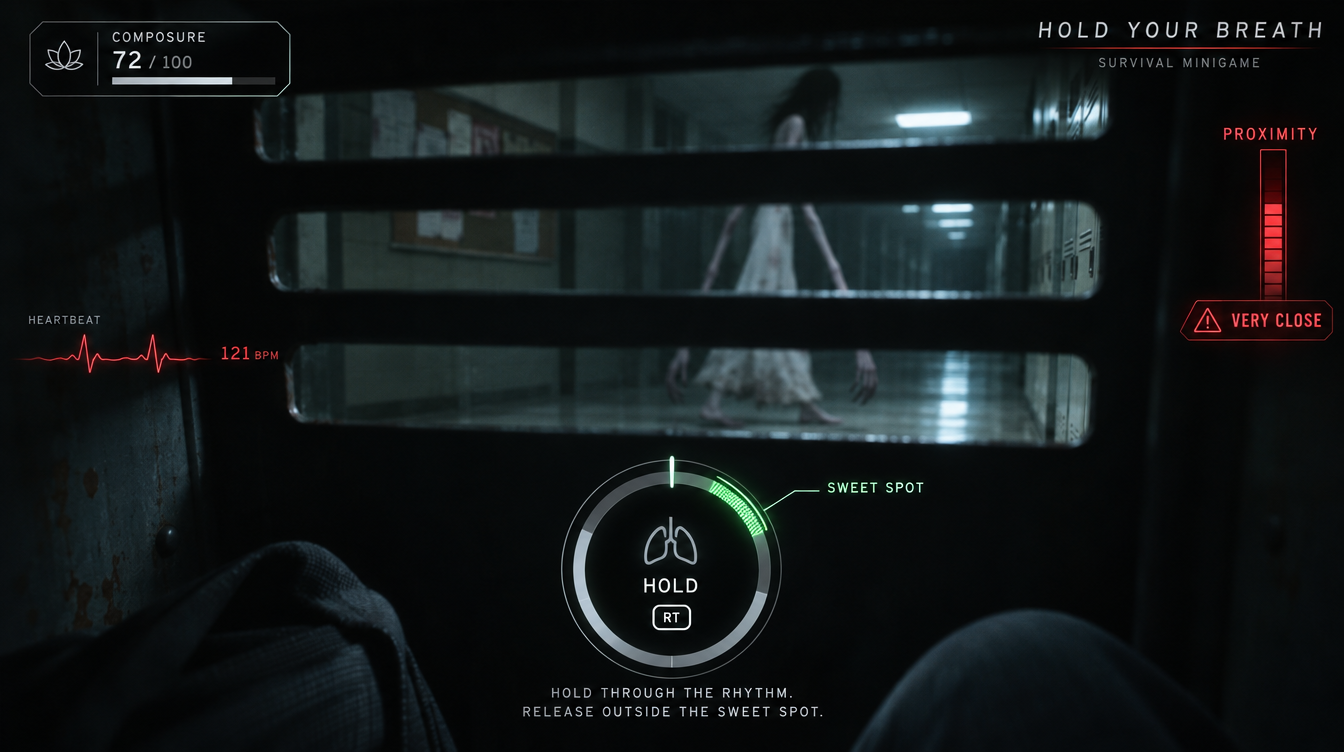 COMPOSURE
72 / 100
HOLD YOUR BREATH
SURVIVAL MINIGAME
PROXIMITY
VERY CLOSE
HEARTBEAT
121 BPM
SWEET SPOT
HOLD
RT
HOLD THROUGH THE RHYTHM.
RELEASE OUTSIDE THE SWEET SPOT.